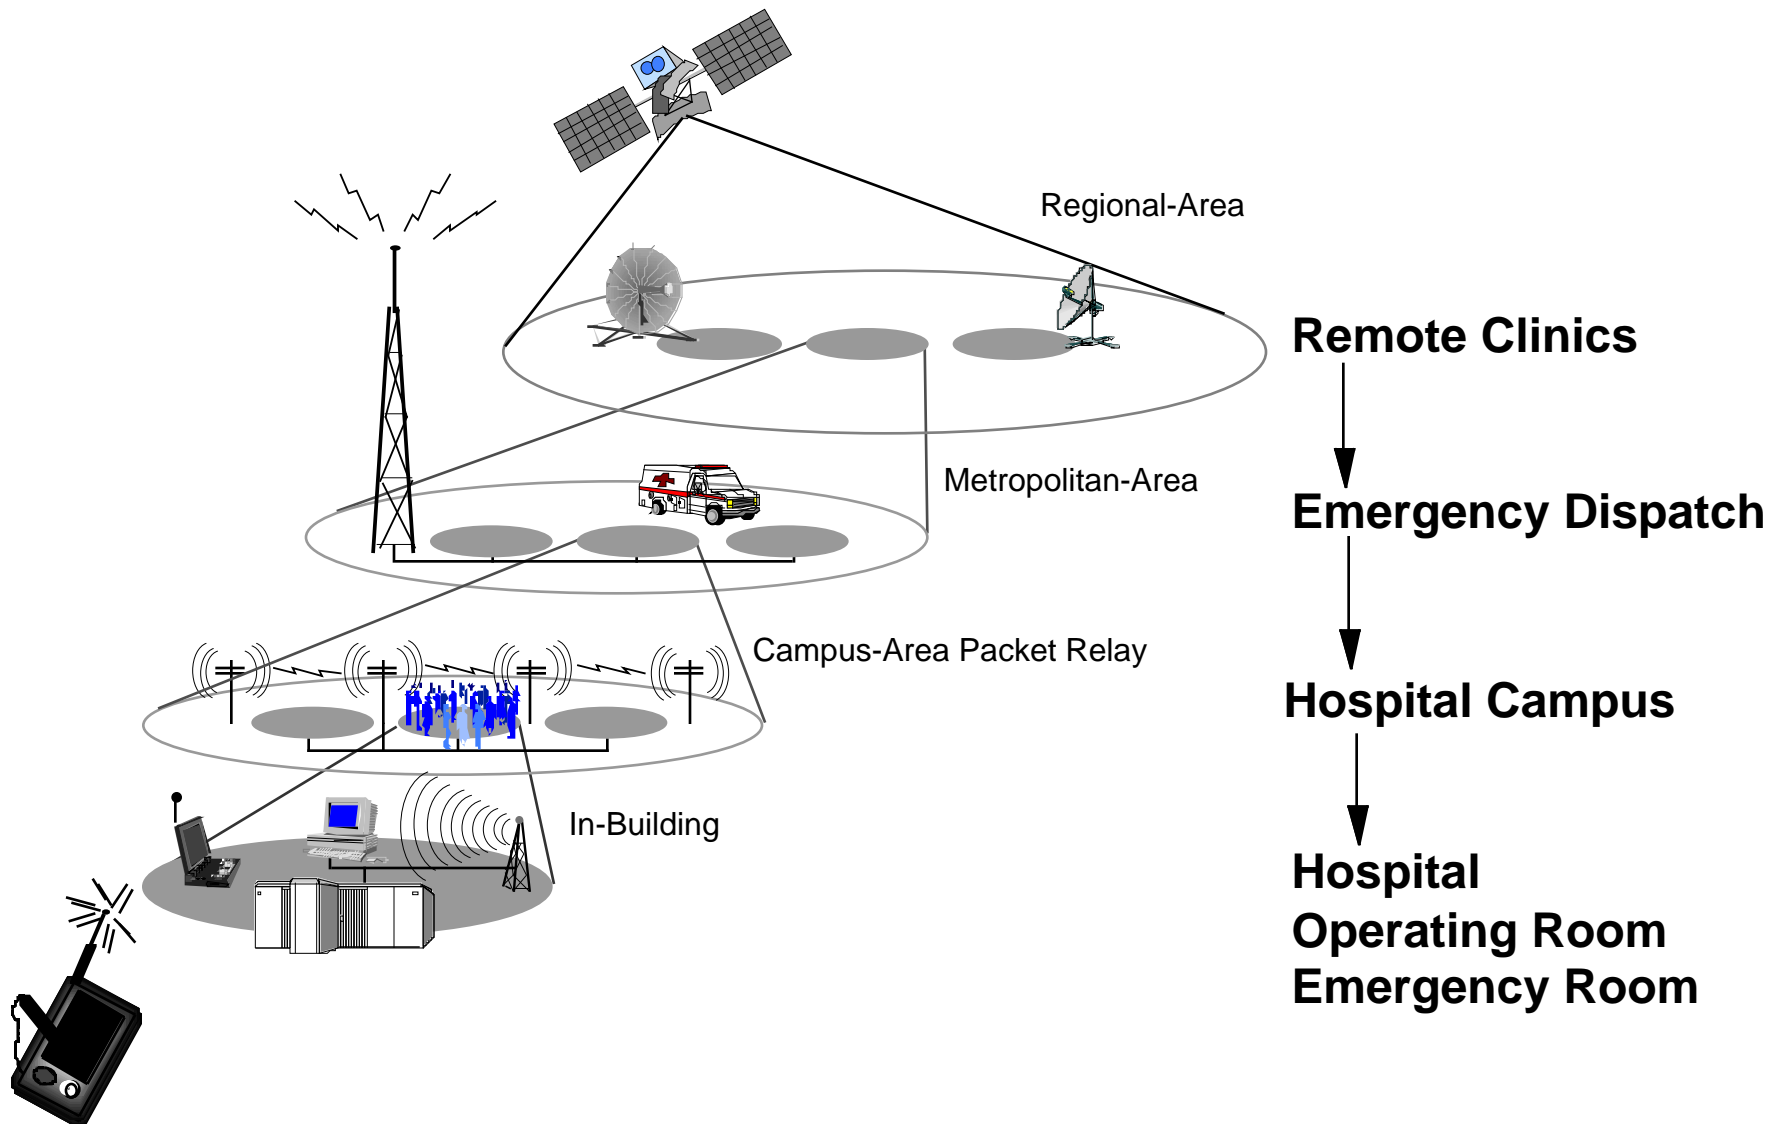 Regional-Area
Remote Clinics
Metropolitan-Area
Emergency Dispatch
Campus-Area Packet Relay
Hospital Campus
In-Building
Hospital
Operating Room
Emergency Room